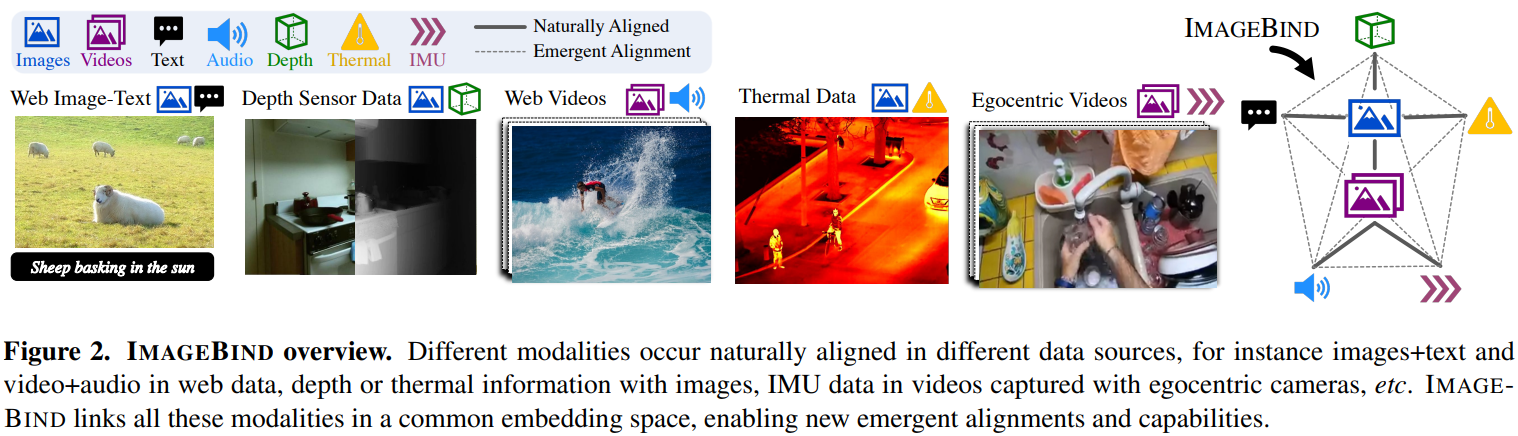 Images Videos Text Audio Depth Thermal IMU
Naturally Aligned
Emergent Alignment
IMAGEBIND
Web Image-Text
Depth Sensor Data
Web Videos
Thermal Data
Egocentric Videos
Sheep basking in the sun
Figure 2. IMAGEBIND overview. Different modalities occur naturally aligned in different data sources, for instance images+text and
video+audio in web data, depth or thermal information with images, IMU data in videos captured with egocentric cameras, etc. IMAGE-
BIND links all these modalities in a common embedding space, enabling new emergent alignments and capabilities.